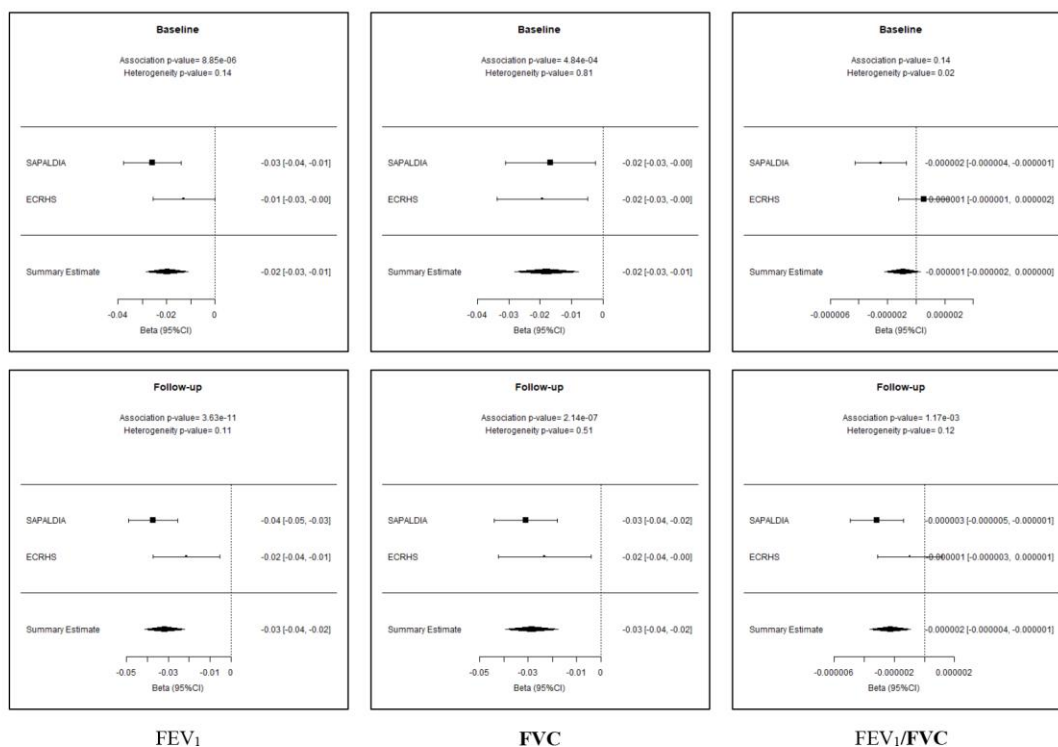 Baseline
Association p-value= 8.85e-06
Heterogeneity p-value= 0.14
SAPALDIA -0.03 [-0.04, -0.01]
ECRHS -0.01 [-0.03, -0.00]
Summary Estimate -0.02 [-0.03, -0.01]
-0.04 -0.02 0
Beta (95%CI)
Baseline
Association p-value= 4.84e-04
Heterogeneity p-value= 0.81
SAPALDIA -0.02 [-0.03, -0.00]
ECRHS -0.02 [-0.03, -0.00]
Summary Estimate -0.02 [-0.03, -0.01]
-0.04 -0.03 -0.02 -0.01 0
Beta (95%CI)
Baseline
Association p-value= 0.14
Heterogeneity p-value= 0.02
SAPALDIA -0.000002 [-0.000004, -0.000001]
ECRHS 0.000001 [-0.000001, 0.000002]
Summary Estimate -0.000001 [-0.000002, 0.000000]
-0.000006 -0.000002 0 0.000002
Beta (95%CI)
Follow-up
Association p-value= 3.63e-11
Heterogeneity p-value= 0.11
SAPALDIA -0.04 [-0.05, -0.03]
ECRHS -0.02 [-0.04, -0.01]
Summary Estimate -0.03 [-0.04, -0.02]
-0.05 -0.03 -0.01 0
Beta (95%CI)
Follow-up
Association p-value= 2.14e-07
Heterogeneity p-value= 0.51
SAPALDIA -0.03 [-0.04, -0.02]
ECRHS -0.02 [-0.04, -0.00]
Summary Estimate -0.03 [-0.04, -0.02]
-0.05 -0.03 -0.01 0
Beta (95%CI)
Follow-up
Association p-value= 1.17e-03
Heterogeneity p-value= 0.12
SAPALDIA -0.000003 [-0.000005, -0.000001]
ECRHS -0.000001 [-0.000003, 0.000001]
Summary Estimate -0.000002 [-0.000004, -0.000001]
-0.000006 -0.000002 0 0.000002
Beta (95%CI)
FEV₁ FVC FEV₁/FVC